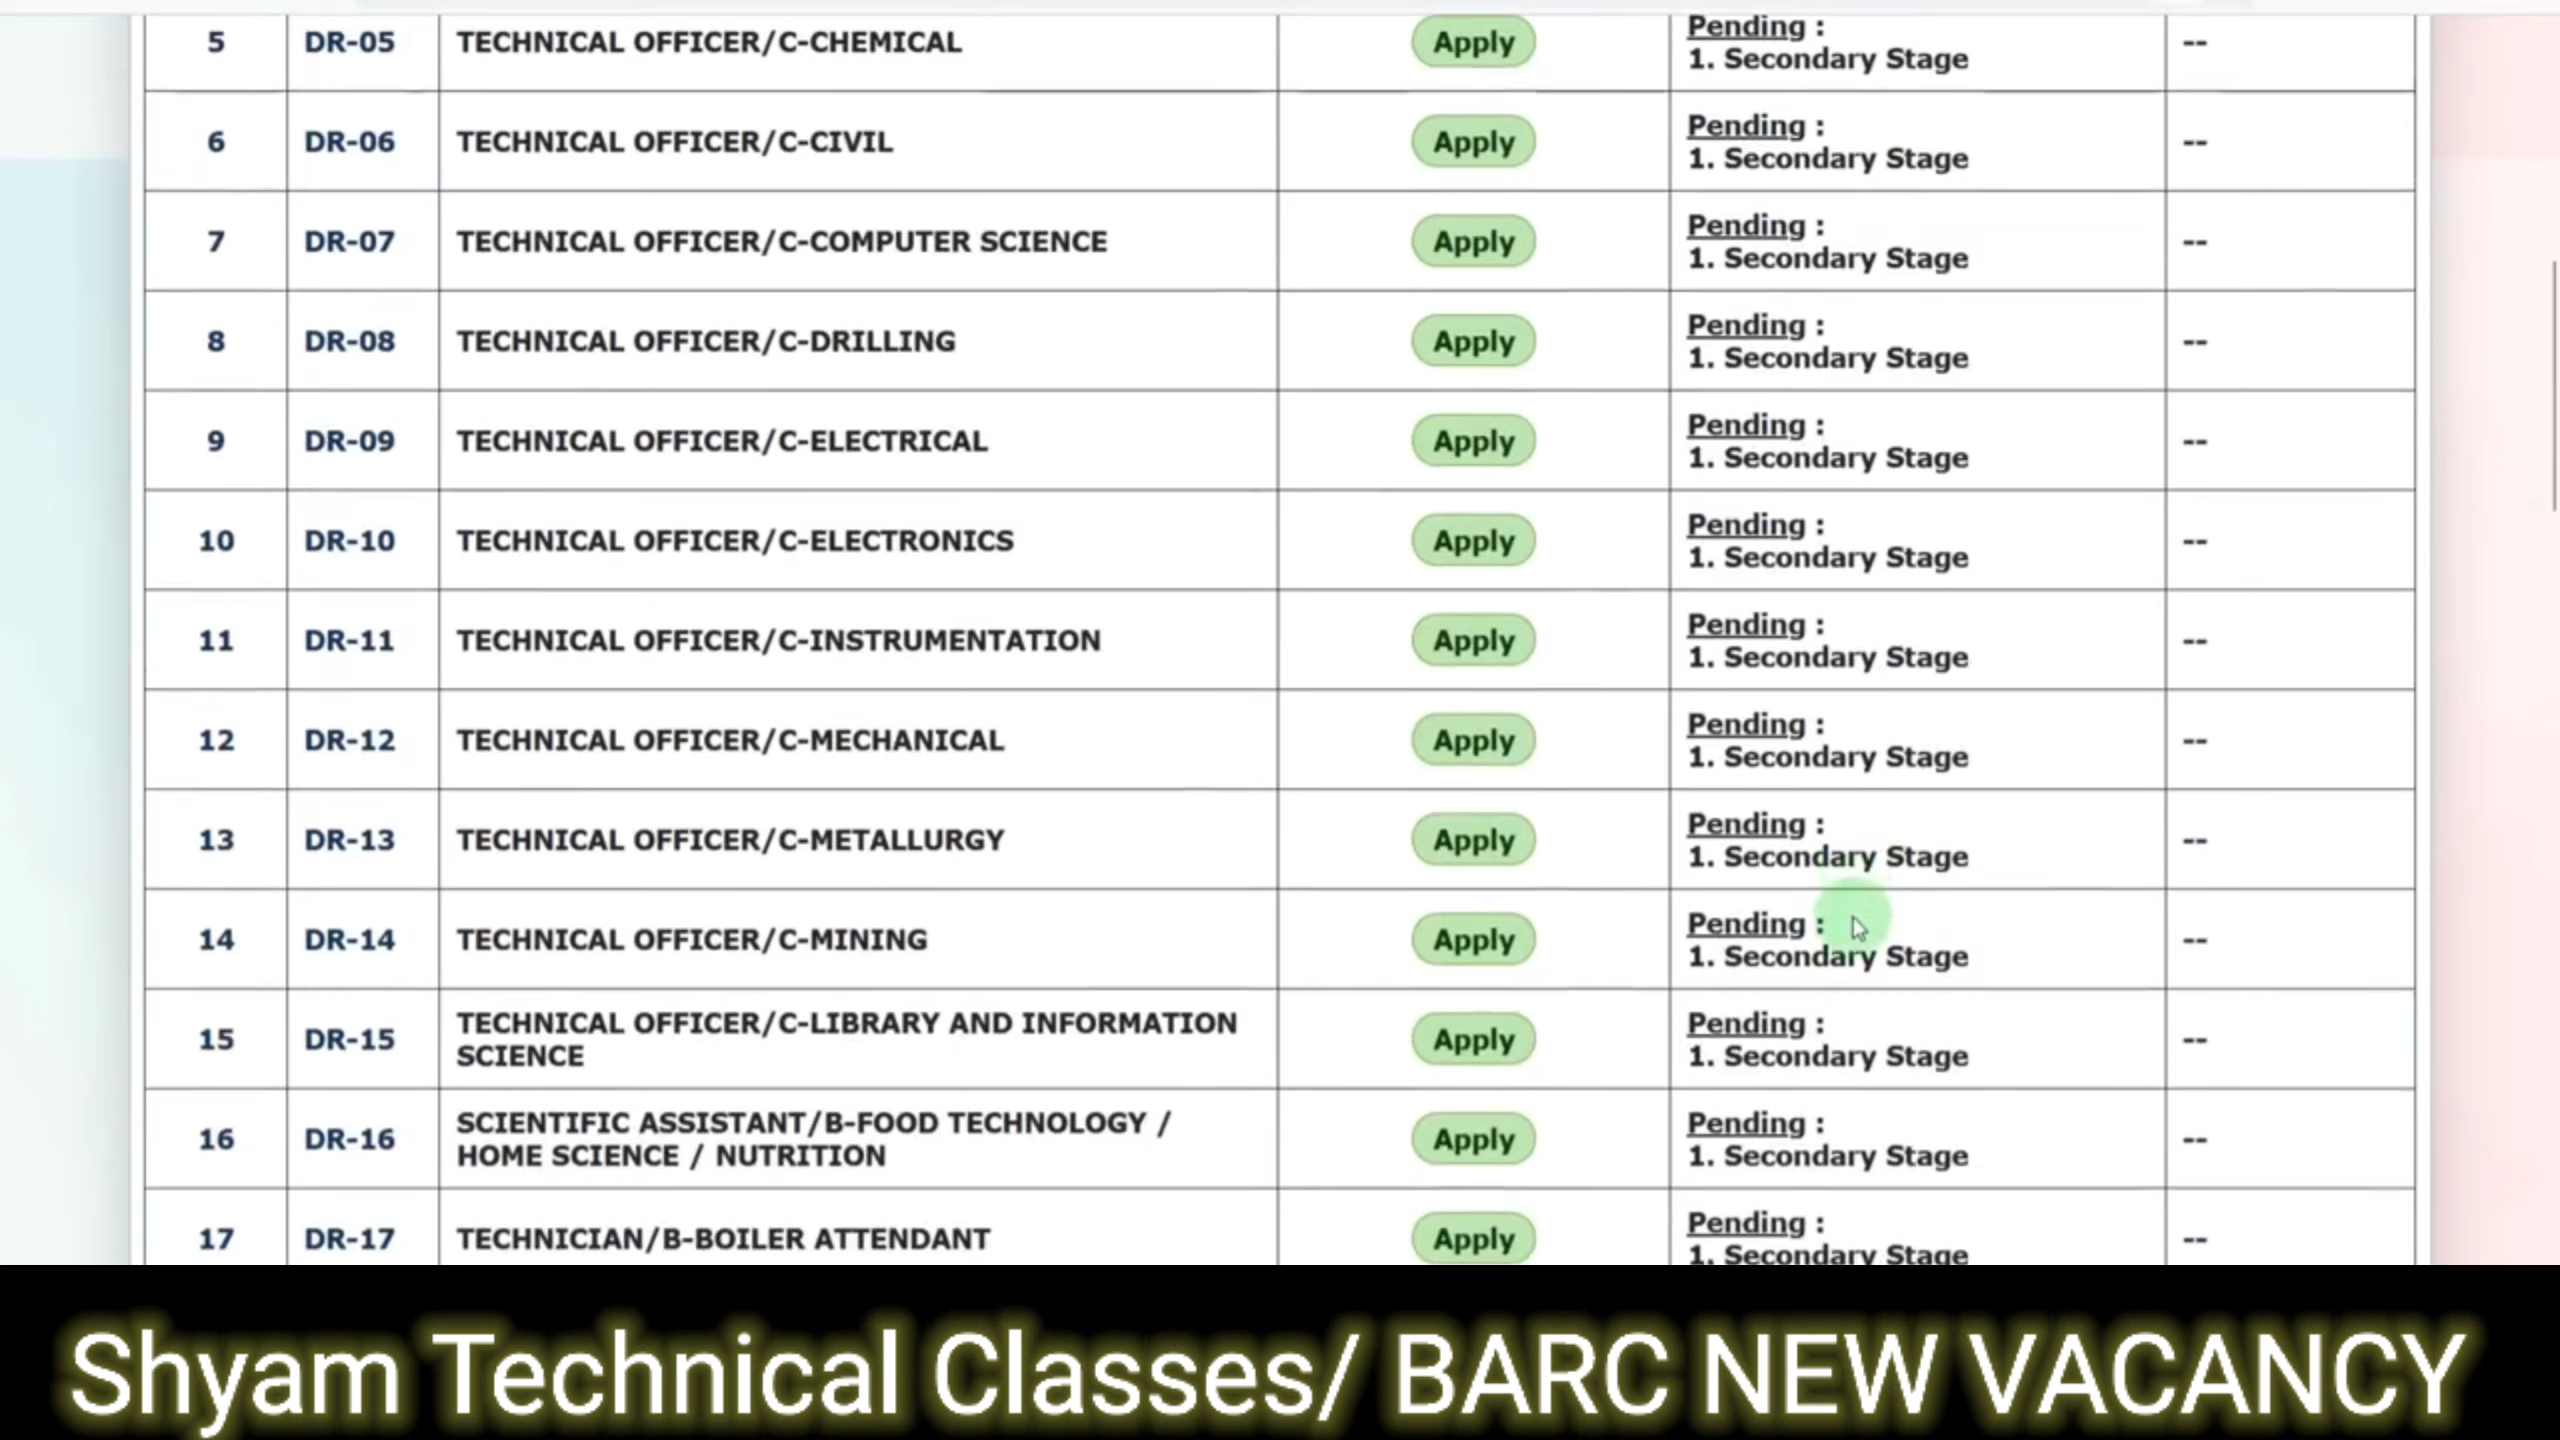 5 DR-05 TECHNICAL OFFICER/C-CHEMICAL Apply Pending : --
1. Secondary Stage
6 DR-06 TECHNICAL OFFICER/C-CIVIL Apply Pending : --
1. Secondary Stage
7 DR-07 TECHNICAL OFFICER/C-COMPUTER SCIENCE Apply Pending : --
1. Secondary Stage
8 DR-08 TECHNICAL OFFICER/C-DRILLING Apply Pending : --
1. Secondary Stage
9 DR-09 TECHNICAL OFFICER/C-ELECTRICAL Apply Pending : --
1. Secondary Stage
10 DR-10 TECHNICAL OFFICER/C-ELECTRONICS Apply Pending : --
1. Secondary Stage
11 DR-11 TECHNICAL OFFICER/C-INSTRUMENTATION Apply Pending : --
1. Secondary Stage
12 DR-12 TECHNICAL OFFICER/C-MECHANICAL Apply Pending : --
1. Secondary Stage
13 DR-13 TECHNICAL OFFICER/C-METALLURGY Apply Pending : --
1. Secondary Stage
14 DR-14 TECHNICAL OFFICER/C-MINING Apply Pending : --
1. Secondary Stage
15 DR-15 TECHNICAL OFFICER/C-LIBRARY AND INFORMATION Apply Pending : --
SCIENCE 1. Secondary Stage
16 DR-16 SCIENTIFIC ASSISTANT/B-FOOD TECHNOLOGY / Apply Pending : --
HOME SCIENCE / NUTRITION 1. Secondary Stage
17 DR-17 TECHNICIAN/B-BOILER ATTENDANT Apply Pending : --
1. Secondary Stage
Shyam Technical Classes/ BARC NEW VACANCY